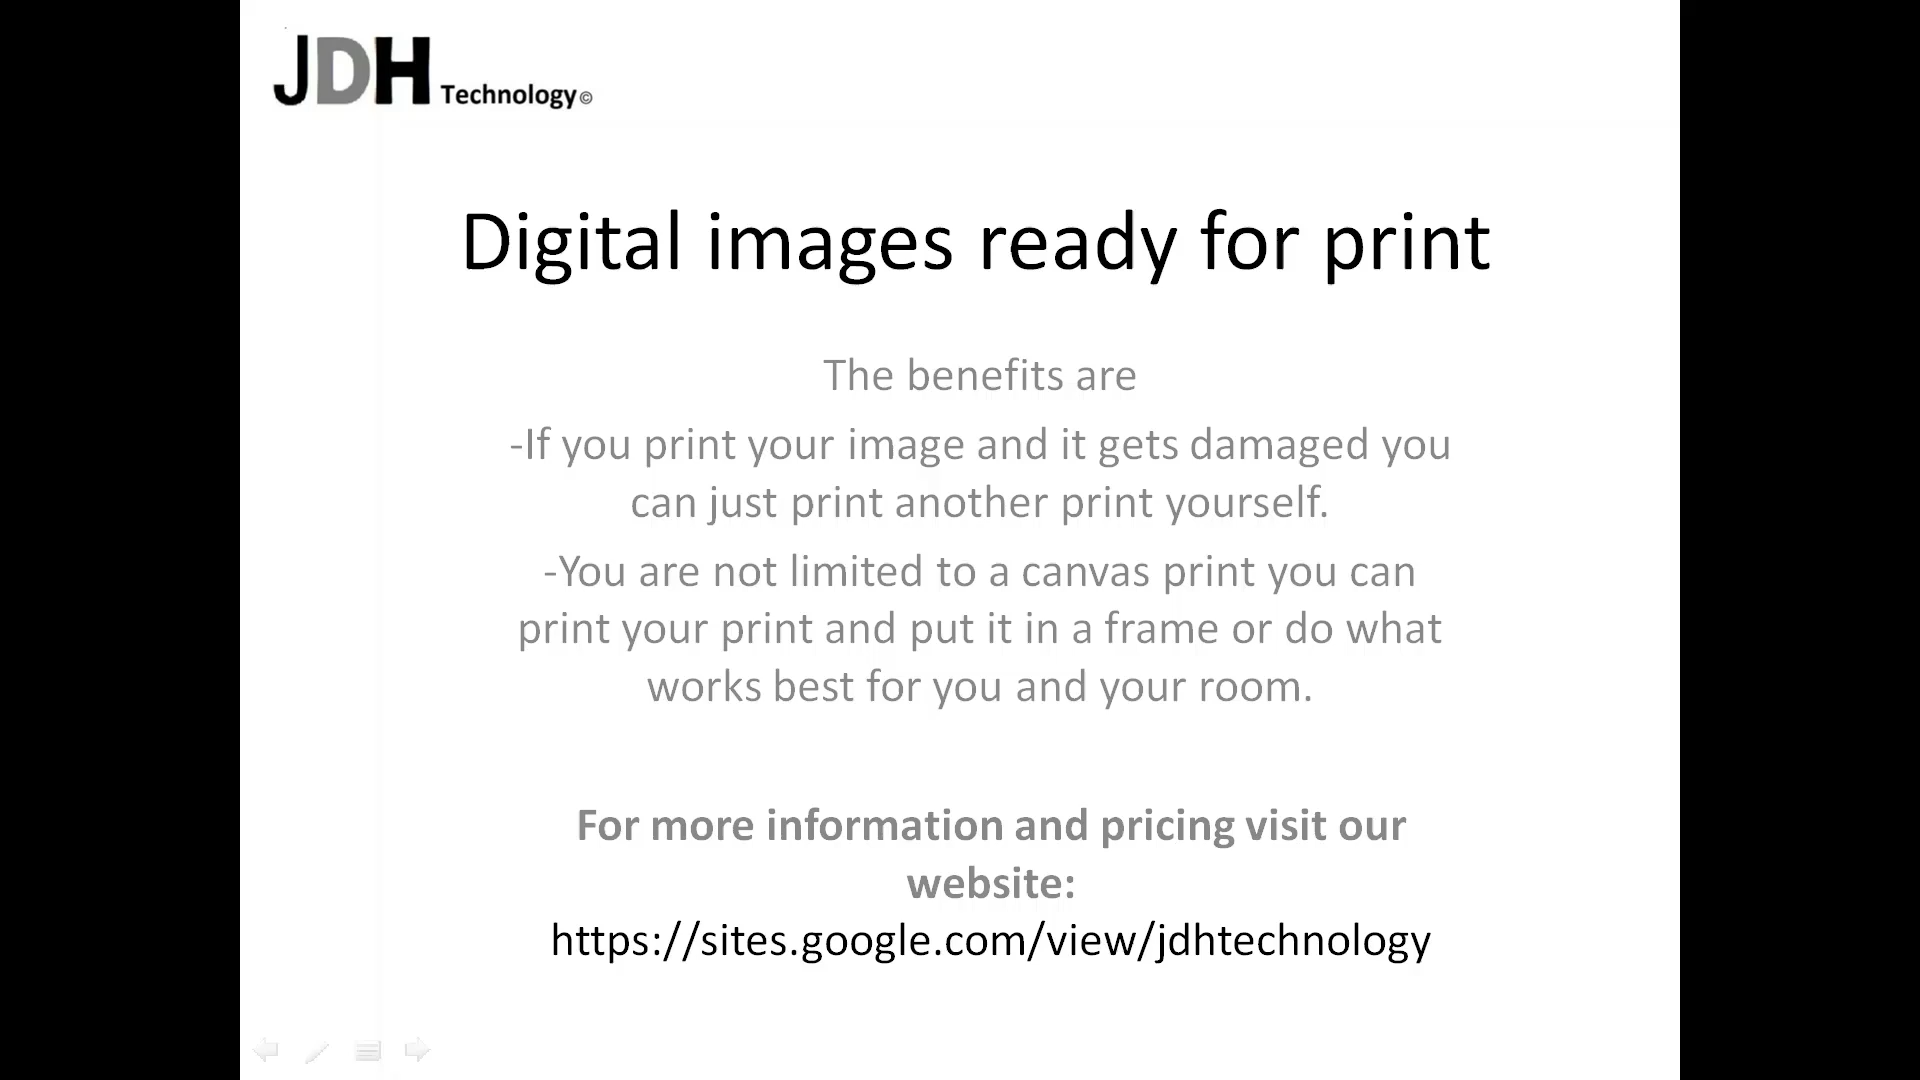 JDH Technology©
Digital images ready for print
The benefits are
-If you print your image and it gets damaged you
can just print another print yourself.
-You are not limited to a canvas print you can
print your print and put it in a frame or do what
works best for you and your room.
For more information and pricing visit our
website:
https://sites.google.com/view/jdhtechnology